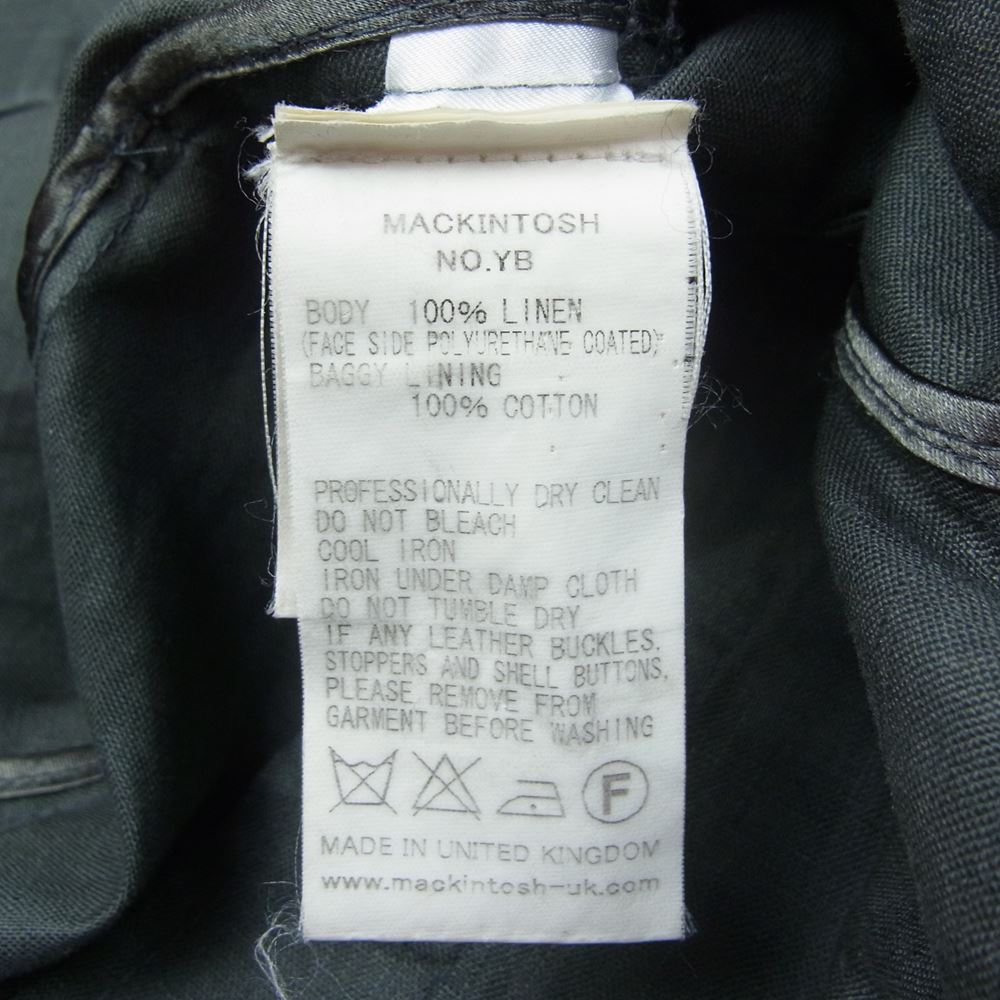 MACKINTOSH
NO.YB
BODY 100% LINEN
(FACE SIDE POLYURETHANE COATED)
BAGGY LINING
100% COTTON
PROFESSIONALLY DRY CLEAN
DO NOT BLEACH
COOL IRON
IRON UNDER DAMP CLOTH
DO NOT TUMBLE DRY
IF ANY LEATHER BUCKLES.
STOPPERS AND SHELL BUTTONS.
PLEASE REMOVE FROM
GARMENT BEFORE WASHING
F
MADE IN UNITED KINGDOM
www.mackintosh-uk.com